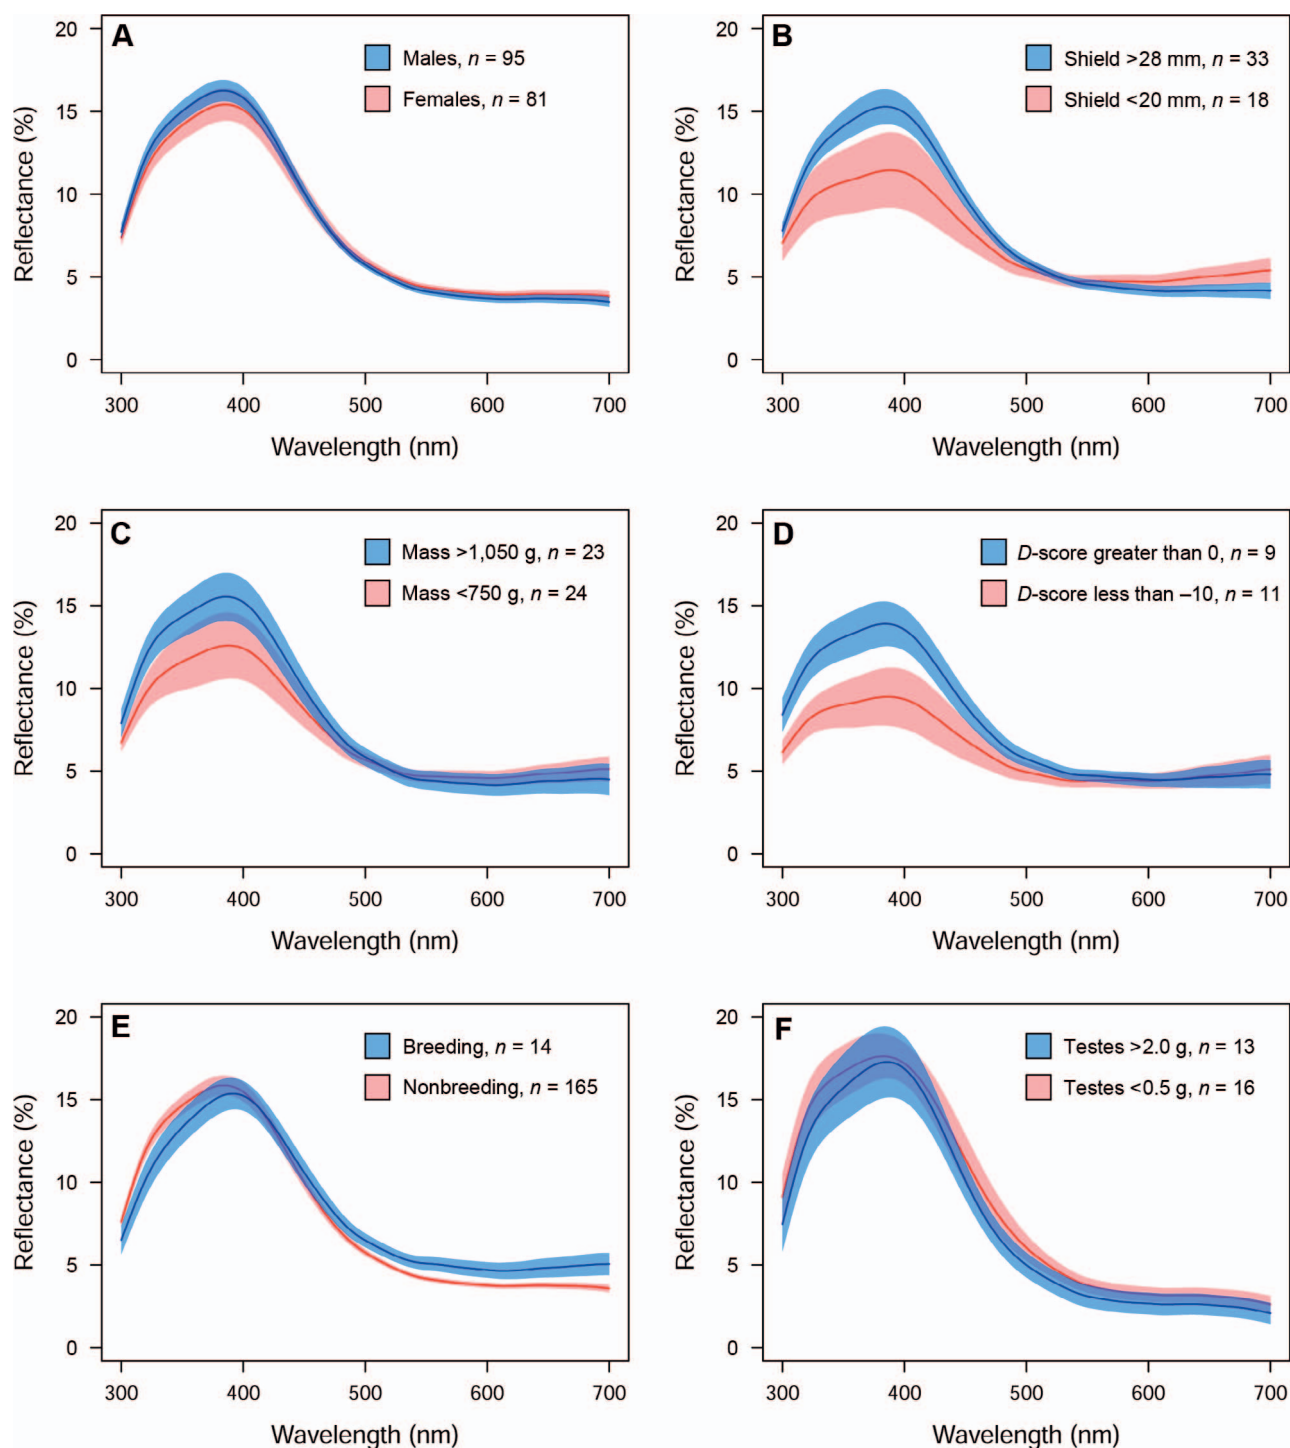 A
Males, n = 95
Females, n = 81
20
15
10
5
0
Reflectance (%)
300 400 500 600 700
Wavelength (nm)
B
Shield >28 mm, n = 33
Shield <20 mm, n = 18
20
15
10
5
0
Reflectance (%)
300 400 500 600 700
Wavelength (nm)
C
Mass >1,050 g, n = 23
Mass <750 g, n = 24
20
15
10
5
0
Reflectance (%)
300 400 500 600 700
Wavelength (nm)
D
D-score greater than 0, n = 9
D-score less than –10, n = 11
20
15
10
5
0
Reflectance (%)
300 400 500 600 700
Wavelength (nm)
E
Breeding, n = 14
Nonbreeding, n = 165
20
15
10
5
0
Reflectance (%)
300 400 500 600 700
Wavelength (nm)
F
Testes >2.0 g, n = 13
Testes <0.5 g, n = 16
20
15
10
5
0
Reflectance (%)
300 400 500 600 700
Wavelength (nm)